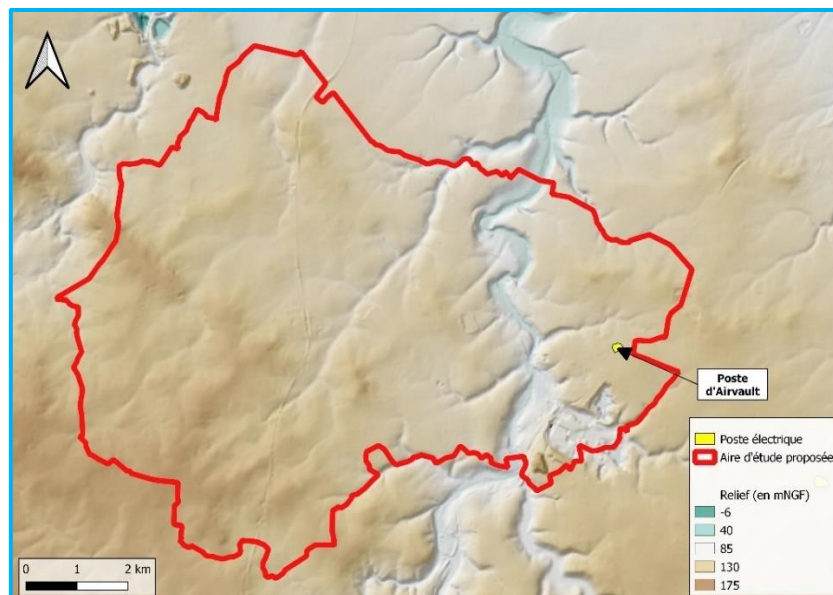 Poste
d'Airvault
Poste électrique
Aire d'étude proposée
Relief (en mNGF)
-6
40
85
130
175
0 1 2 km